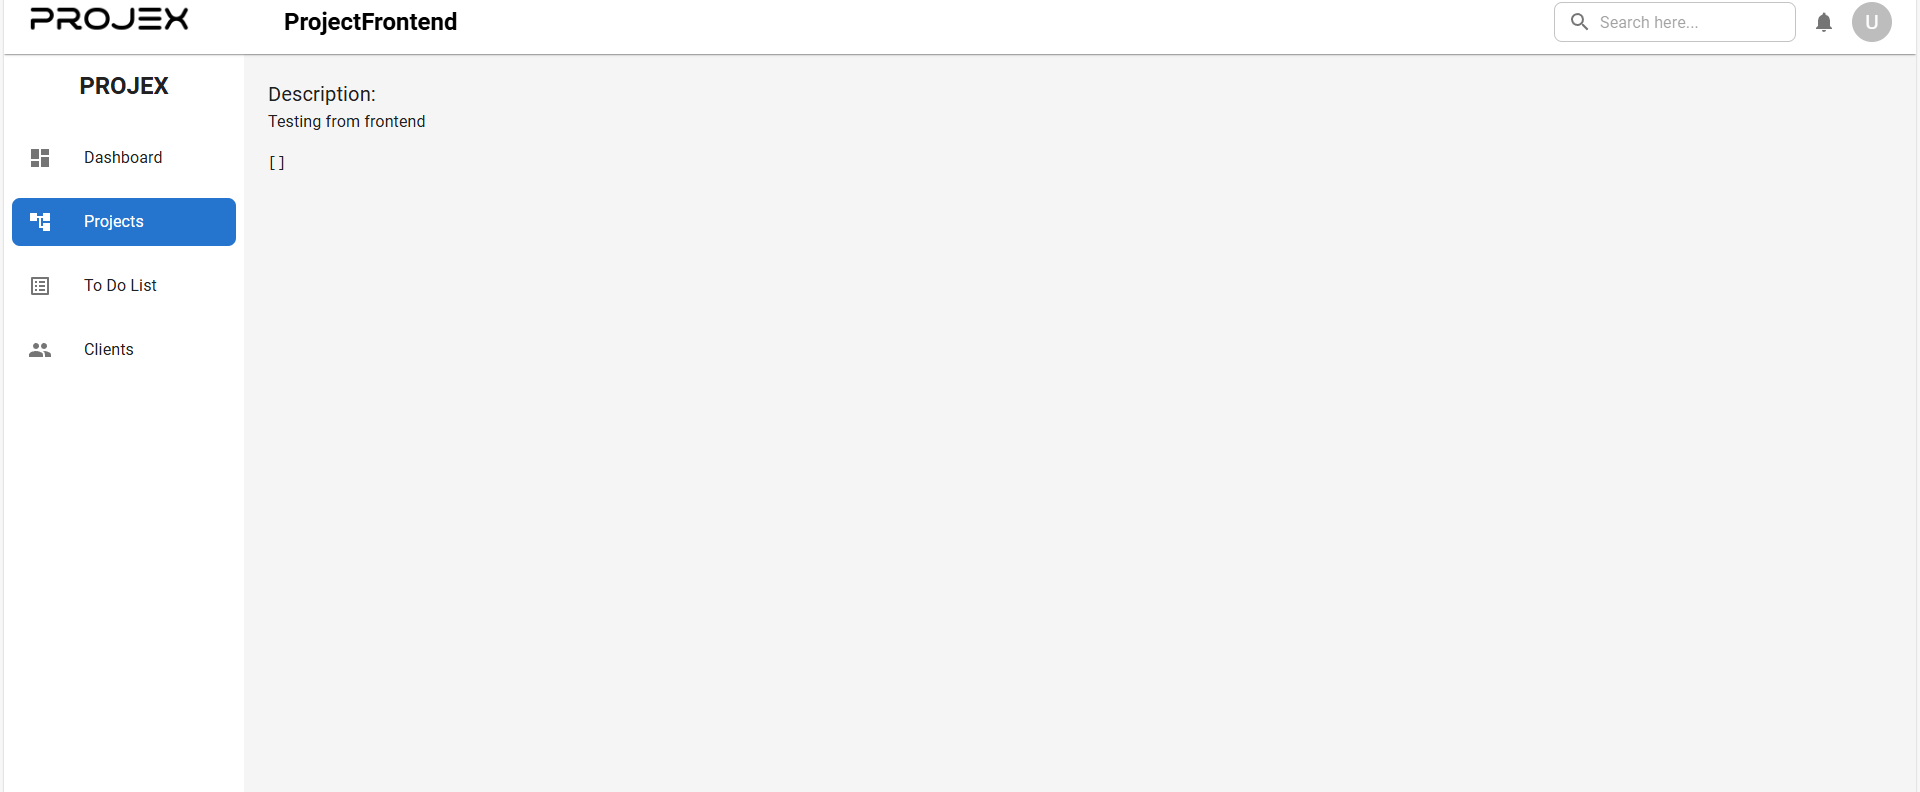 PROJEX
ProjectFrontend
Search here...
U
PROJEX
Dashboard
Projects
To Do List
Clients
Description:
Testing from frontend
[]